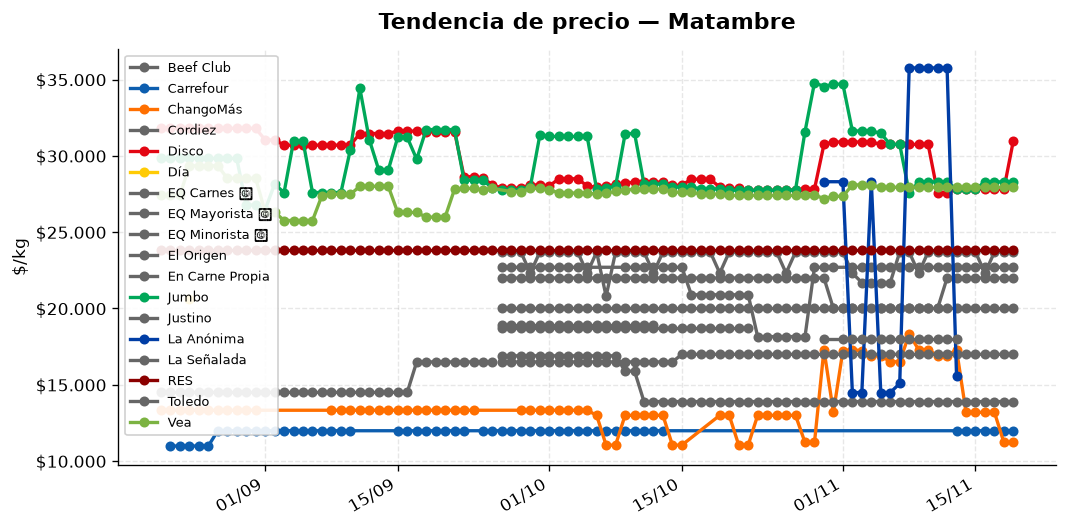 Tendencia de precio — Matambre
$/kg
$35.000
$30.000
$25.000
$20.000
$15.000
$10.000
Beef Club
Carrefour
ChangoMás
Cordiez
Disco
Día
EQ Carnes
EQ Mayorista
EQ Minorista
El Origen
En Carne Propia
Jumbo
Justino
La Anónima
La Señalada
RES
Toledo
Vea
01/09
15/09
01/10
15/10
01/11
15/11